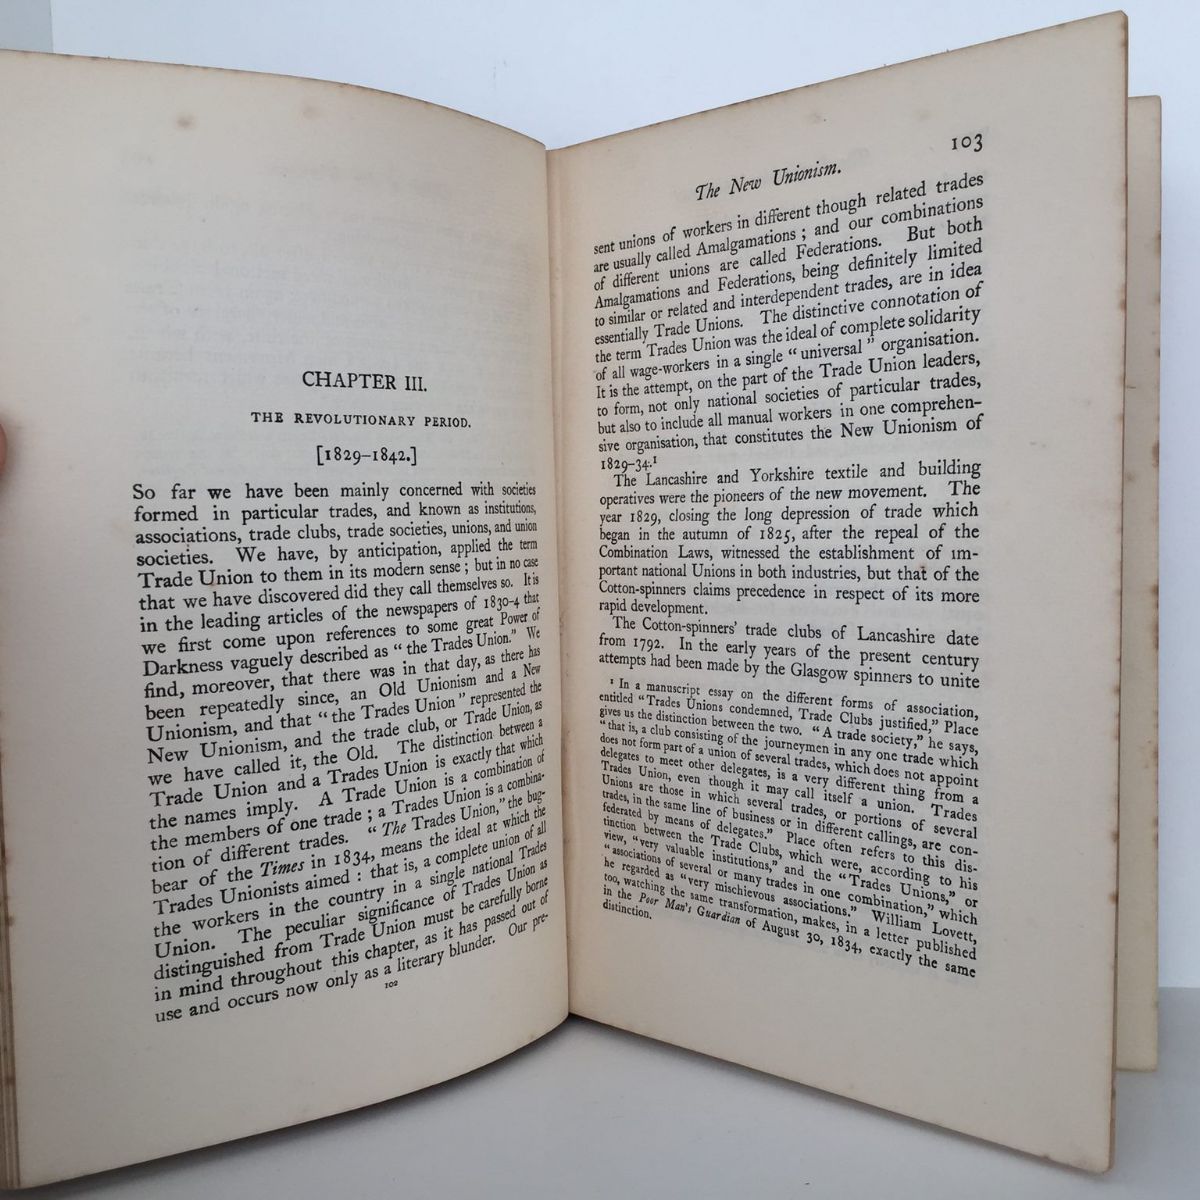 CHAPTER III.
THE REVOLUTIONARY PERIOD.
[1829–1842.]
So far we have been mainly concerned with societies
formed in particular trades, and known as institutions,
associations, trade clubs, trade societies, unions, and union
societies. We have, by anticipation, applied the term
Trade Union to them in its modern sense; but in no case
that we have discovered did they call themselves so. It is
in the leading articles of the newspapers of 1830-4 that
we first come upon references to some great Power of
Darkness vaguely described as “the Trades Union.” We
find, moreover, that there was in that day, as there has
been repeatedly since, an Old Unionism and a New
Unionism, and that “the Trades Union” represented the
New Unionism, and the trade club, or Trade Union, as
we have called it, the Old. The distinction between a
Trade Union and a Trades Union is exactly that which
the names imply. A Trade Union is a combination of
the members of one trade; a Trades Union is a combina-
tion of different trades. “The Trades Union,” the bug-
bear of the Times in 1834, means the ideal at which the
Trades Unionists aimed: that is, a complete union of all
the workers in the country in a single national Trades
Union. The peculiar significance of Trades Union as
distinguished from Trade Union must be carefully borne
in mind throughout this chapter, as it has passed out of
use and occurs now only as a literary blunder. Our pre-
102
The New Unionism. 103
sent unions of workers in different though related trades
are usually called Amalgamations; and our combinations
of different unions are called Federations. But both
Amalgamations and Federations, being definitely limited
to similar or related and interdependent trades, are in idea
essentially Trade Unions. The distinctive connotation of
the term Trades Union was the ideal of complete solidarity
of all wage-workers in a single “universal” organisation.
It is the attempt, on the part of the Trade Union leaders,
to form, not only national societies of particular trades,
but also to include all manual workers in one comprehen-
sive organisation, that constitutes the New Unionism of
1829-34.¹
The Lancashire and Yorkshire textile and building
operatives were the pioneers of the new movement. The
year 1829, closing the long depression of trade which
began in the autumn of 1825, after the repeal of the
Combination Laws, witnessed the establishment of im-
portant national Unions in both industries, but that of the
Cotton-spinners claims precedence in respect of its more
rapid development.
The Cotton-spinners’ trade clubs of Lancashire date
from 1792. In the early years of the present century
attempts had been made by the Glasgow spinners to unite
¹ In a manuscript essay on the different forms of association,
entitled “Trades Unions condemned, Trade Clubs justified,” Place
gives us the distinction between the two. “A trade society,” he says,
“that is, a club consisting of the journeymen in any one trade which
does not form part of a union of several trades, which does not appoint
delegates to meet other delegates, is a very different thing from a
Trades Union, even though it may call itself a union. Trades
Unions are those in which several trades, or portions of several
trades, in the same line of business or in different callings, are con-
federated by means of delegates.” Place often refers to this dis-
tinction between the Trade Clubs, which were, according to his
view, “very valuable institutions,” and the “Trades Unions,” or
“associations of several or many trades in one combination,” which
he regarded as “very mischievous associations.” William Lovett,
too, watching the same transformation, makes, in a letter published
in the Poor Man’s Guardian of August 30, 1834, exactly the same
distinction.